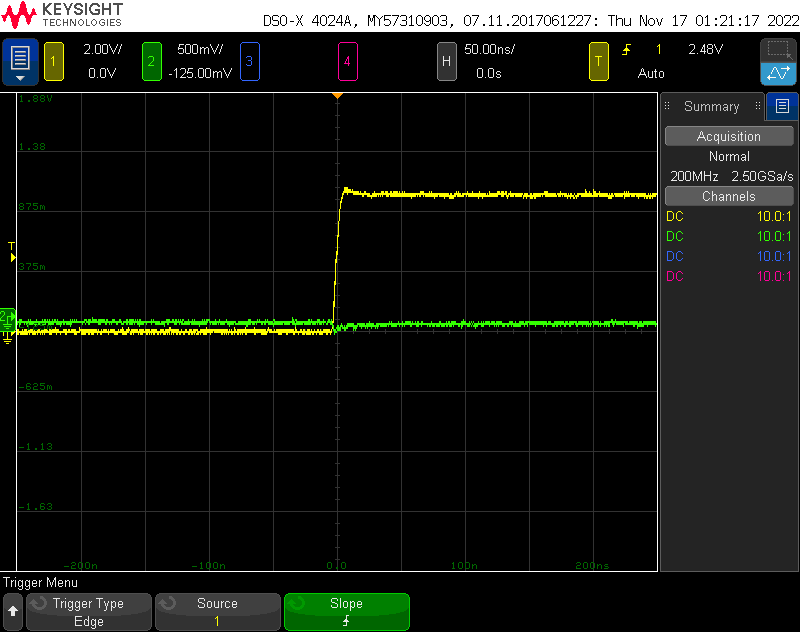 KEYSIGHT
TECHNOLOGIES
DSO-X 4024A, MY57310903, 07.11.2017061227: Thu Nov 17 01:21:17 2022
1 2.00V/ 0.0V
2 500mV/ -125.00mV
3
4
H 50.00ns/ 0.0s
T 1 2.48V
Auto
Summary
Acquisition
Normal
200MHz 2.50GSa/s
Channels
DC 10.0:1
DC 10.0:1
DC 10.0:1
DC 10.0:1
1.88V
1.38
875m
375m
-625m
-1.13
-1.63
T
2
-200n -100n 0.0 100n 200ns
Trigger Menu
Trigger Type
Edge
Source
1
Slope